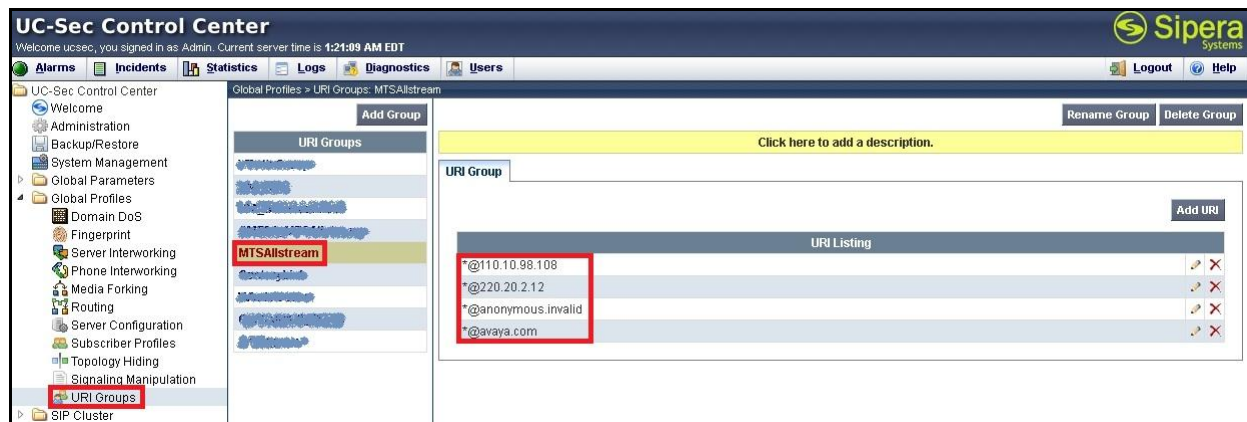 UC-Sec Control Center
Welcome ucsec, you signed in as Admin. Current server time is 1:21:09 AM EDT
Sipera
Systems
Alarms Incidents Statistics Logs Diagnostics Users Logout Help
UC-Sec Control Center
Welcome
Administration
Backup/Restore
System Management
Global Parameters
Global Profiles
Domain DoS
Fingerprint
Server Interworking
Phone Interworking
Media Forking
Routing
Server Configuration
Subscriber Profiles
Topology Hiding
Signaling Manipulation
URI Groups
SIP Cluster
Global Profiles > URI Groups: MTSAllstream
Add Group
URI Groups
MTSAllstream
Rename Group Delete Group
Click here to add a description.
URI Group
Add URI
URI Listing
*@110.10.98.108
*@220.20.2.12
*@anonymous.invalid
*@avaya.com